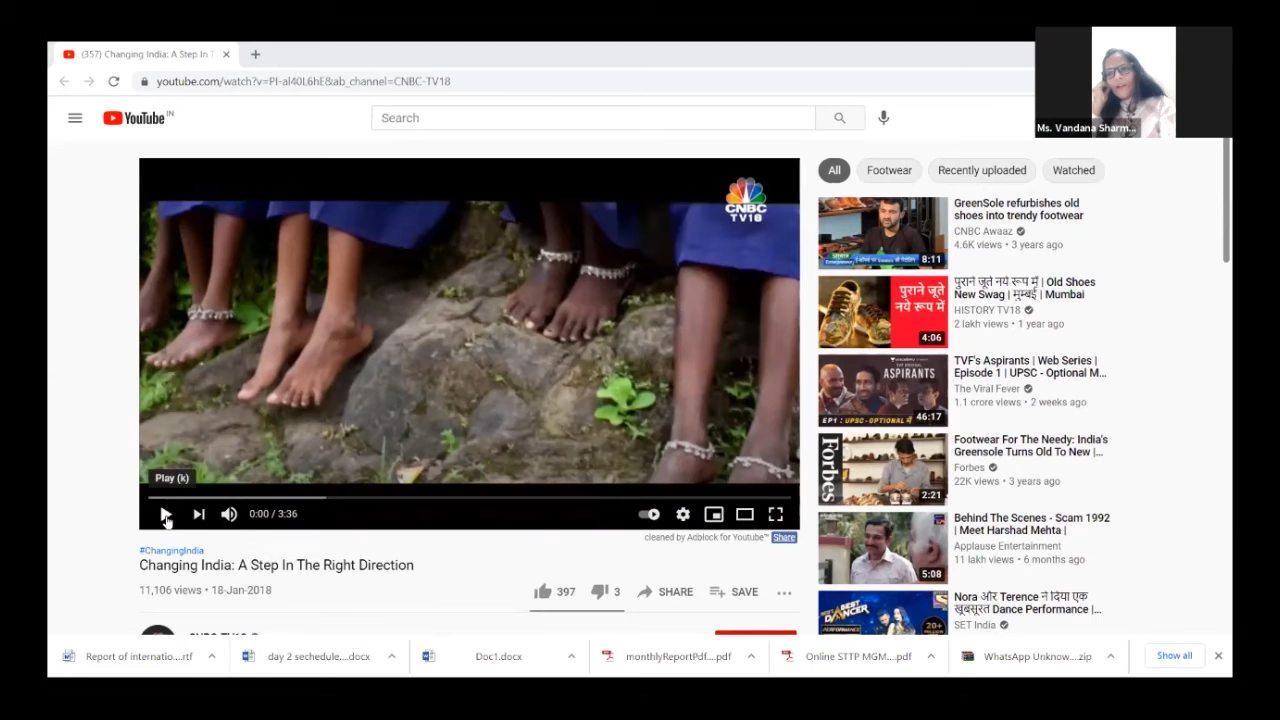 (357) Changing India: A Step In T
youtube.com/watch?v=PI-al40L6hE&ab_channel=CNBC-TV18
Ms. Vandana Sharm...
YouTube IN
Search
CNBC
TV18
Play (k)
0:00 / 3:36
cleaned by Adblock for Youtube™ Share
#ChangingIndia
Changing India: A Step In The Right Direction
11,106 views • 18-Jan-2018
397 3 SHARE SAVE ...
All Footwear Recently uploaded Watched
GreenSole refurbishes old
shoes into trendy footwear
CNBC Awaaz
4.6K views • 3 years ago
8:11
पुराने जूते
नये रूप में
4:06
पुराने जूते नये रूप में | Old Shoes
New Swag | मुम्बई | Mumbai
HISTORY TV18
2 lakh views • 1 year ago
ASPIRANTS
EP1: UPSC - OPTIONAL में
46:17
TVF's Aspirants | Web Series |
Episode 1 | UPSC - Optional M...
The Viral Fever
1.1 crore views • 2 weeks ago
Forbes
2:21
Footwear For The Needy: India's
Greensole Turns Old To New |...
Forbes
22K views • 3 years ago
5:08
Behind The Scenes - Scam 1992
| Meet Harshad Mehta |
Applause Entertainment
11 lakh views • 6 months ago
20+
Nora और Terence ने दिया एक
खूबसूरत Dance Performance |...
SET India
Report of internatio....rtf
day 2 sechedule....docx
Doc1.docx
monthlyReportPdf....pdf
Online STTP MGM....pdf
WhatsApp Unknow....zip
Show all